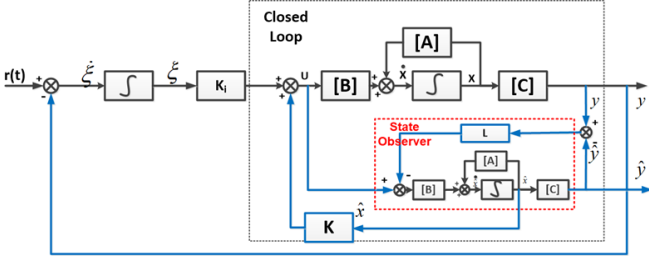 Closed
Loop
[A]
r(t) + - ξ̇ ∫ ξ Kᵢ + + U [B] + + ẋ ∫ x [C] y y
State
Observer
L + - ŷ ŷ
[A]
+ - [B] + + ∫ x̂ [C]
x̂
K